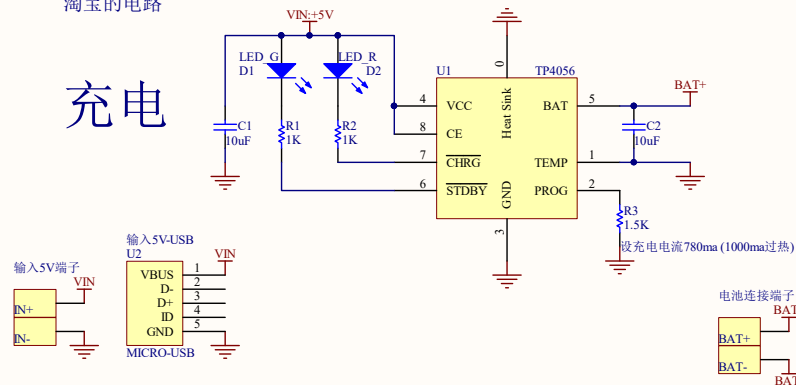 淘宝的电路
充电
VIN:+5V
LED_G
D1
LED_R
D2
C1
10uF
R1
1K
R2
1K
U1
TP4056
0
Heat Sink
4
VCC
8
CE
7
CHRG
6
STDBY
GND
3
BAT
5
TEMP
1
PROG
2
BAT+
C2
10uF
R3
1.5K
设充电电流780ma (1000ma过热)
输入5V端子
VIN
IN+
IN-
输入5V-USB
U2
VIN
VBUS 1
D- 2
D+ 3
ID 4
GND 5
MICRO-USB
电池连接端子
BAT
BAT+
BAT-
BAT